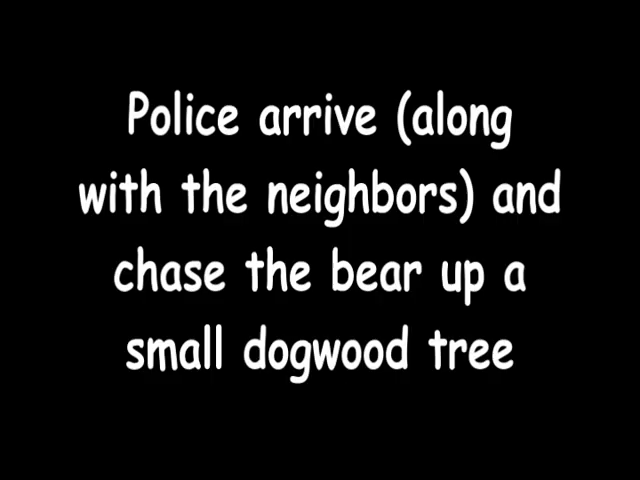 Police arrive (along
with the neighbors) and
chase the bear up a
small dogwood tree